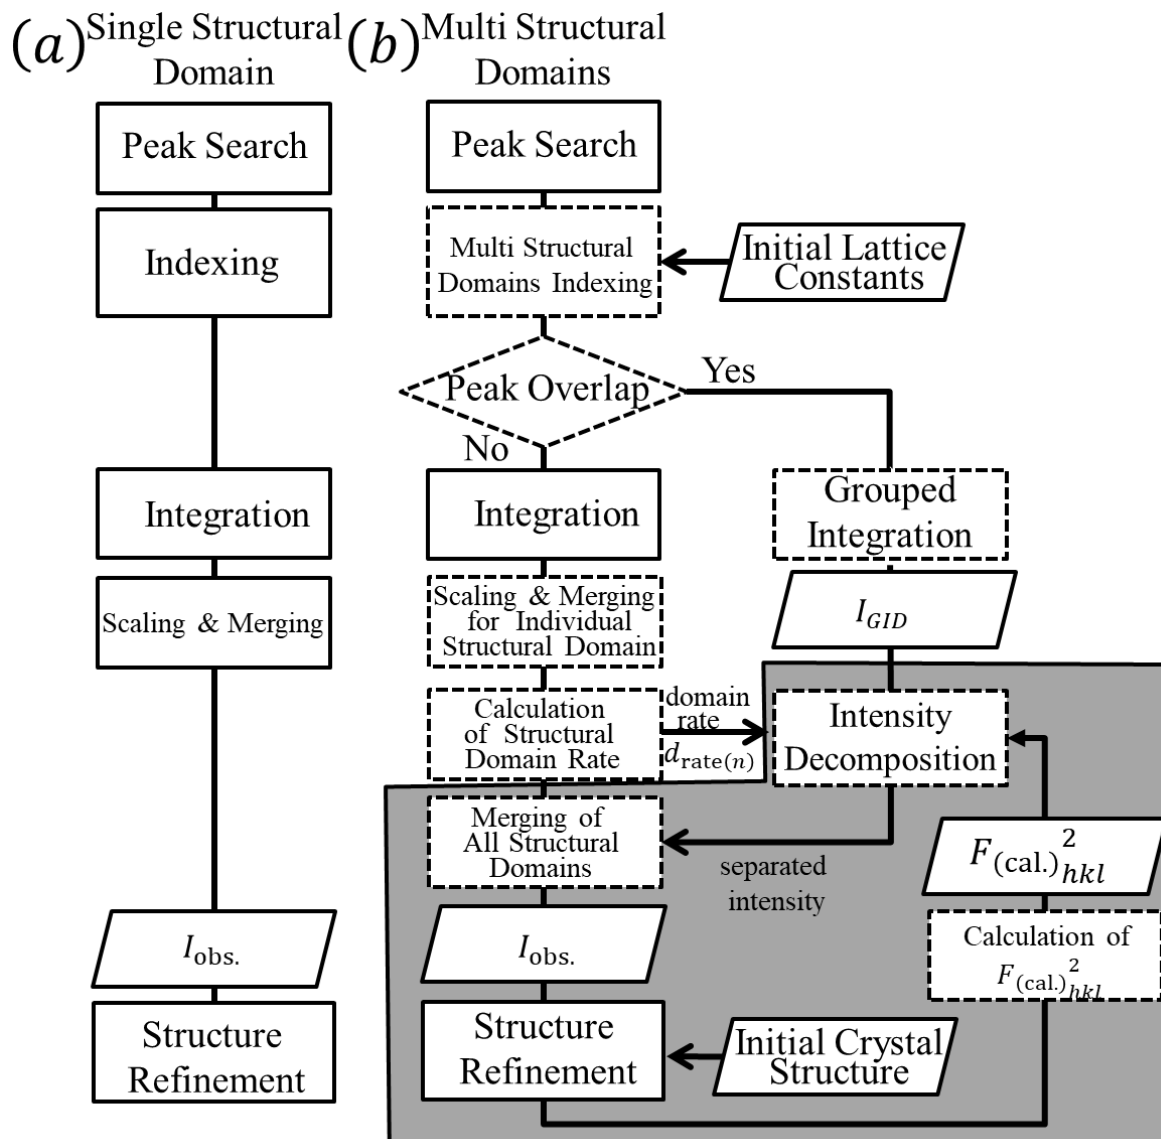 (a) Single Structural
Domain
Peak Search
Indexing
Integration
Scaling & Merging
I_obs.
Structure
Refinement
(b) Multi Structural
Domains
Peak Search
Multi Structural
Domains Indexing
Initial Lattice
Constants
Peak Overlap
Yes
No
Integration
Grouped
Integration
Scaling & Merging
for Individual
Structural Domain
I_GID
Calculation
of Structural
Domain Rate
domain
rate
d_rate(n)
Intensity
Decomposition
Merging of
All Structural
Domains
separated
intensity
F_(cal.)hkl^2
Calculation of
F_(cal.)hkl^2
I_obs.
Structure
Refinement
Initial Crystal
Structure